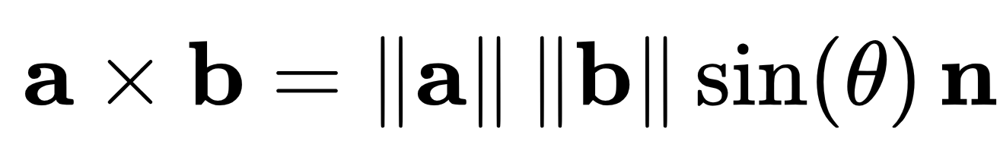 a × b = ‖a‖ ‖b‖ sin(θ) n